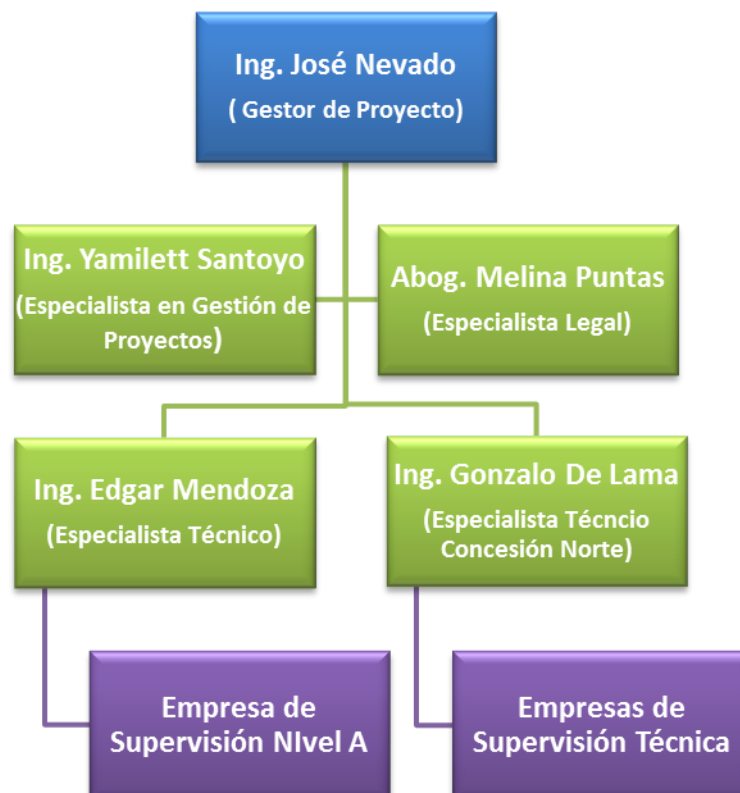 Ing. José Nevado
( Gestor de Proyecto)
Ing. Yamilett Santoyo
(Especialista en Gestión de
Proyectos)
Abog. Melina Puntas
(Especialista Legal)
Ing. Edgar Mendoza
(Especialista Técnico)
Ing. Gonzalo De Lama
(Especialista Técncio
Concesión Norte)
Empresa de
Supervisión NIvel A
Empresas de
Supervisión Técnica